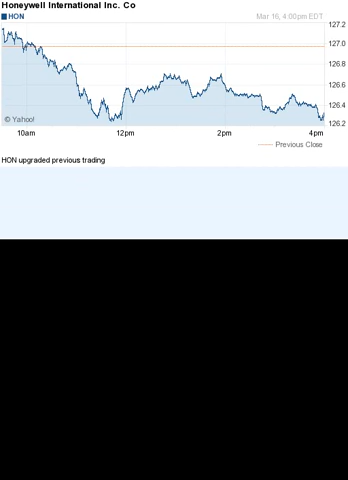 Honeywell International Inc. Co
HON
Mar 16, 4:00pm EDT
127.2
127.0
126.8
126.6
126.4
126.2
© Yahoo!
10am
12pm
2pm
4pm
Previous Close
HON upgraded previous trading